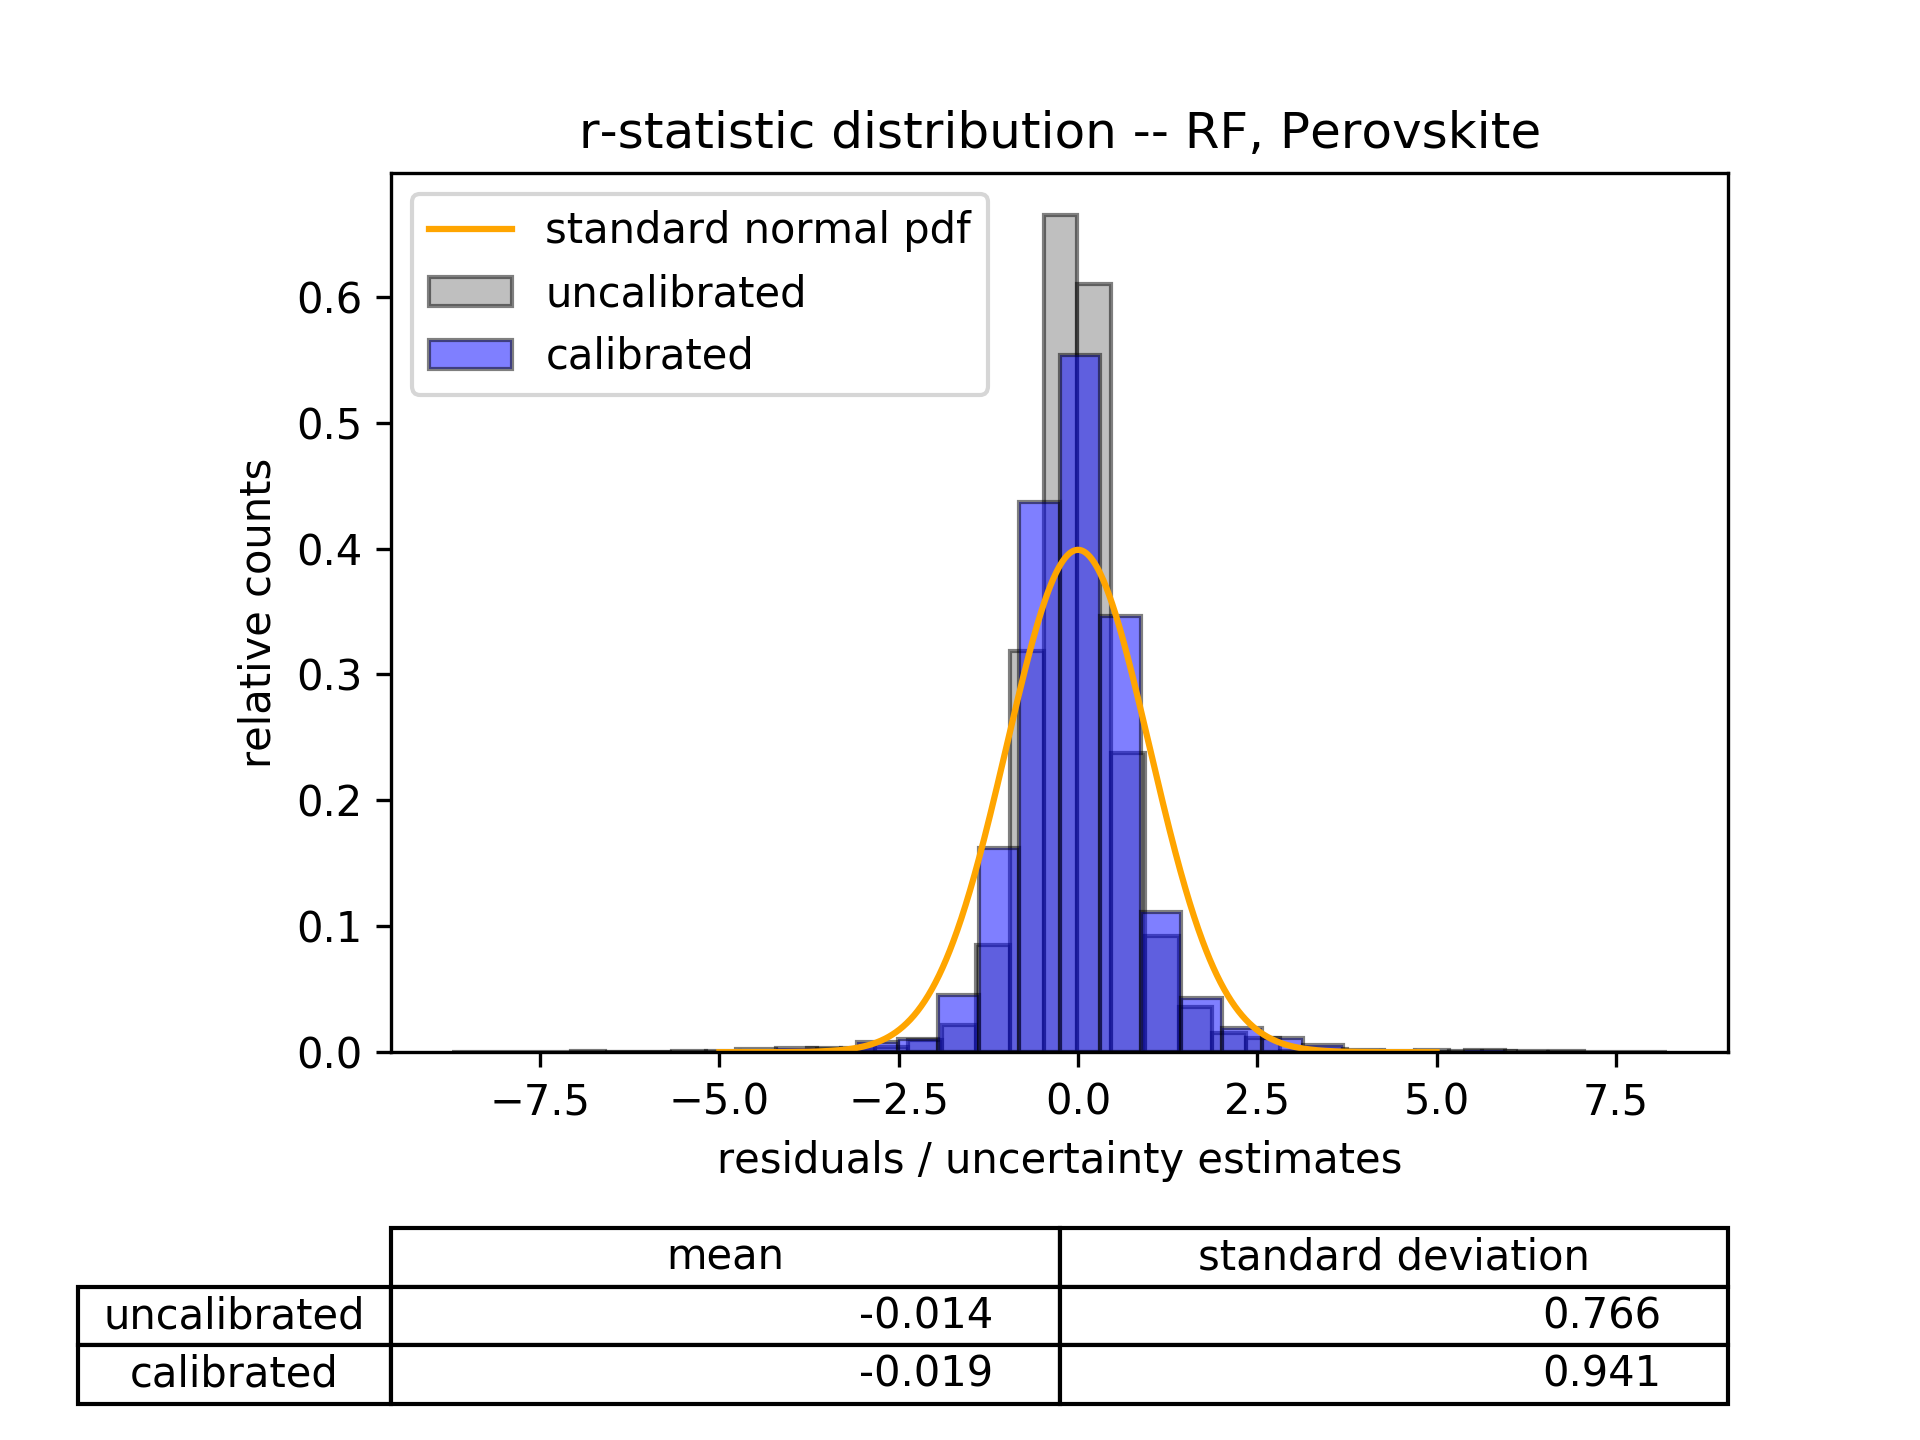 r-statistic distribution -- RF, Perovskite
standard normal pdf
uncalibrated
calibrated
relative counts
0.6
0.5
0.4
0.3
0.2
0.1
0.0
−7.5 −5.0 −2.5 0.0 2.5 5.0 7.5
residuals / uncertainty estimates
mean standard deviation
uncalibrated -0.014 0.766
calibrated -0.019 0.941